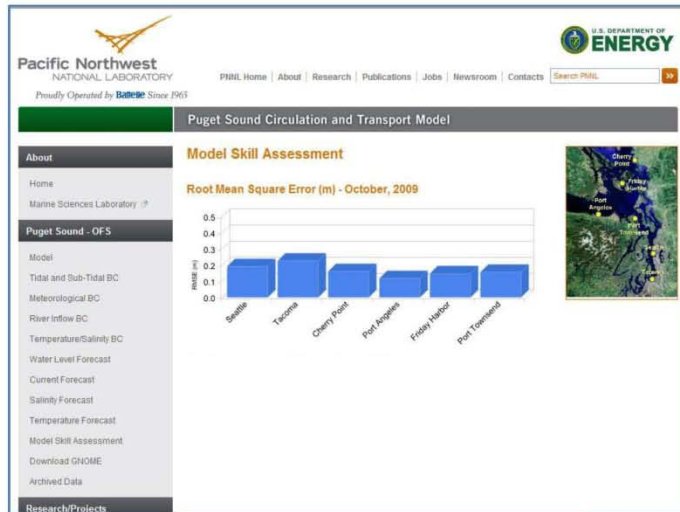 Pacific Northwest
NATIONAL LABORATORY
Proudly Operated by Battelle Since 1965
U.S. DEPARTMENT OF
ENERGY
PNNL Home | About | Research | Publications | Jobs | Newsroom | Contacts
Search PNNL
Puget Sound Circulation and Transport Model
About
Home
Marine Sciences Laboratory
Puget Sound - OFS
Model
Tidal and Sub-Tidal BC
Meteorological BC
River Inflow BC
Temperature/Salinity BC
Water Level Forecast
Current Forecast
Salinity Forecast
Temperature Forecast
Model Skill Assessment
Download GNOME
Archived Data
Research/Projects
Model Skill Assessment
Root Mean Square Error (m) - October, 2009
RMSE (m)
0.5
0.4
0.3
0.2
0.1
0.0
Seattle
Tacoma
Cherry Point
Port Angeles
Friday Harbor
Port Townsend
Cherry
Point
Friday
Harbor
Port
Angeles
Port
Townsend
Seattle
Tacoma